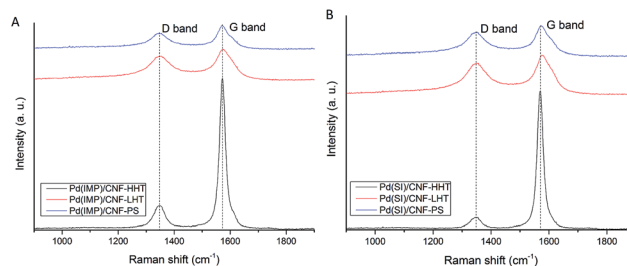 A
D band
G band
Intensity (a. u.)
Pd(IMP)/CNF-HHT
Pd(IMP)/CNF-LHT
Pd(IMP)/CNF-PS
1000
1200
1400
1600
1800
Raman shift (cm⁻¹)
B
D band
G band
Intensity (a. u.)
Pd(SI)/CNF-HHT
Pd(SI)/CNF-LHT
Pd(SI)/CNF-PS
1000
1200
1400
1600
1800
Raman shift (cm⁻¹)